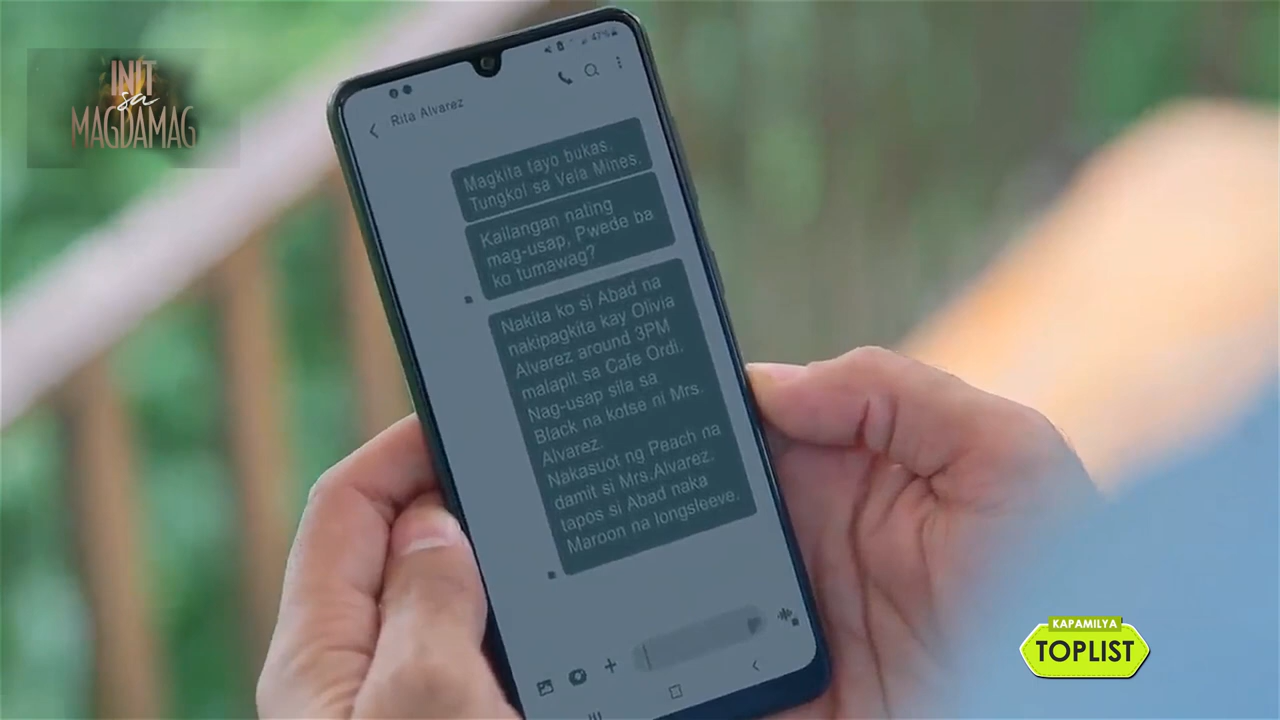 INIT
sa
MAGDAMAG
47%
Rita Alvarez
Magkita tayo bukas.
Tungkol sa Vela Mines.
Kailangan nating
mag-usap, Pwede ba
ko tumawag?
Nakita ko si Abad na
nakipagkita kay Olivia
Alvarez around 3PM
malapit sa Cafe Ordi.
Nag-usap sila sa
Black na kotse ni Mrs.
Alvarez.
Nakasuot ng Peach na
damit si Mrs.Alvarez.
tapos si Abad naka
Maroon na longsleeve.
KAPAMILYA
TOPLIST